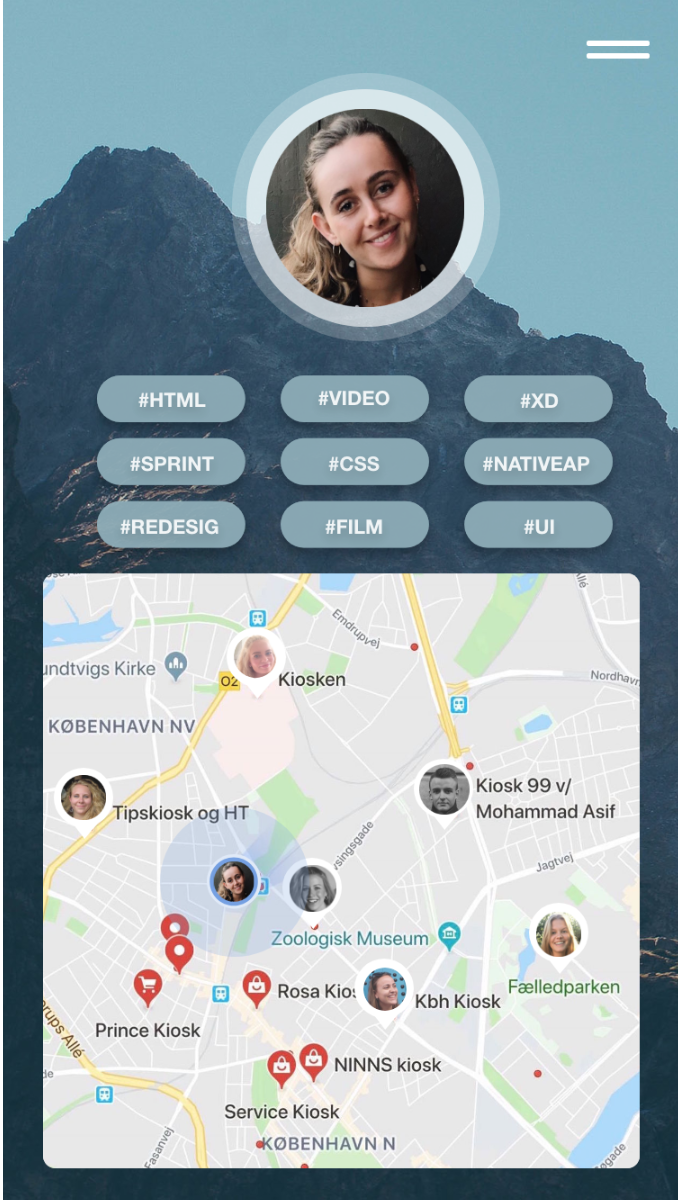 #HTML
#VIDEO
#XD
#SPRINT
#CSS
#NATIVEAP
#REDESIG
#FILM
#UI
Emdrupvej
undtvigs Kirke
O2
Kiosken
Nordhavn
KØBENHAVN NV
Kiosk 99 v/
Mohammad Asif
Tipskiosk og HT
Jagtvej
Zoologisk Museum
Fælledparken
Rosa Kios
Kbh Kiosk
Prince Kiosk
erups Allé
NINNS kiosk
Service Kiosk
KØBENHAVN N
Fasanvej